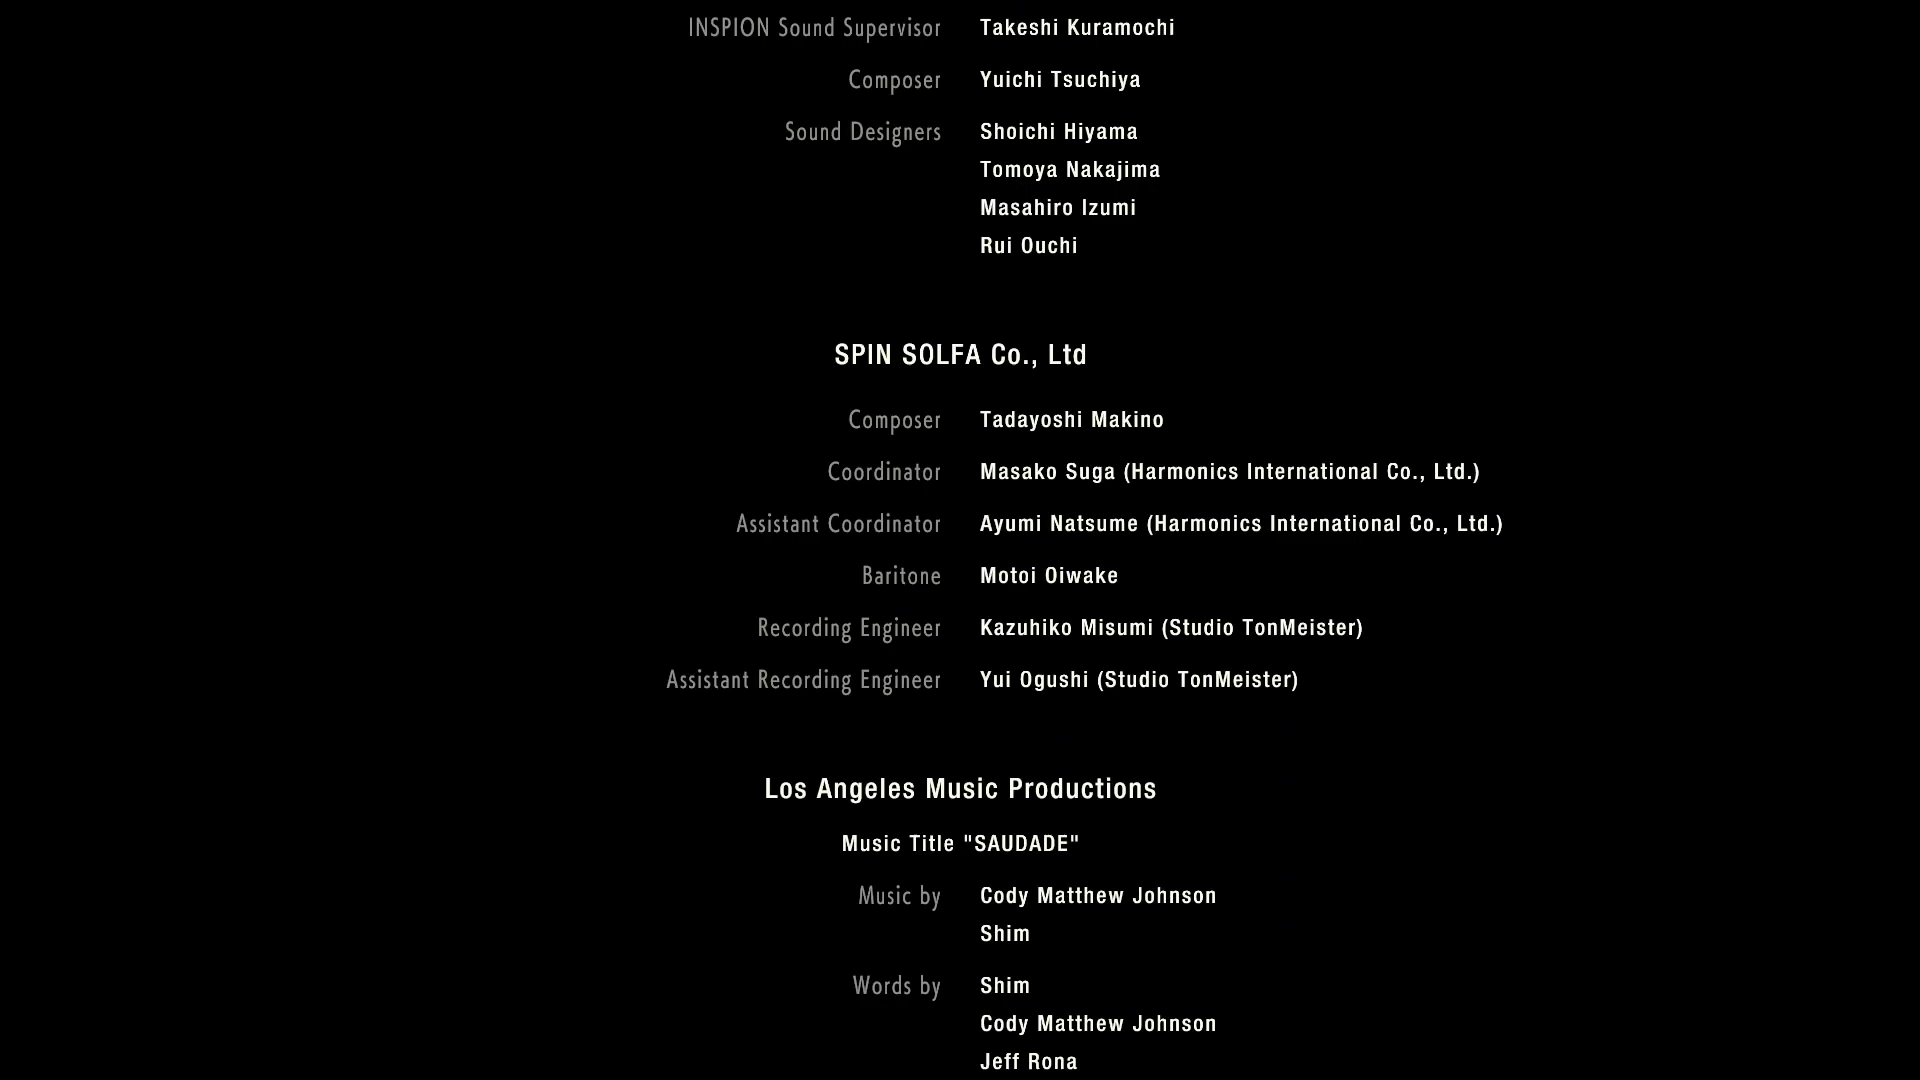 INSPION Sound Supervisor Takeshi Kuramochi
Composer Yuichi Tsuchiya
Sound Designers Shoichi Hiyama
Tomoya Nakajima
Masahiro Izumi
Rui Ouchi
SPIN SOLFA Co., Ltd
Composer Tadayoshi Makino
Coordinator Masako Suga (Harmonics International Co., Ltd.)
Assistant Coordinator Ayumi Natsume (Harmonics International Co., Ltd.)
Baritone Motoi Oiwake
Recording Engineer Kazuhiko Misumi (Studio TonMeister)
Assistant Recording Engineer Yui Ogushi (Studio TonMeister)
Los Angeles Music Productions
Music Title "SAUDADE"
Music by Cody Matthew Johnson
Shim
Words by Shim
Cody Matthew Johnson
Jeff Rona